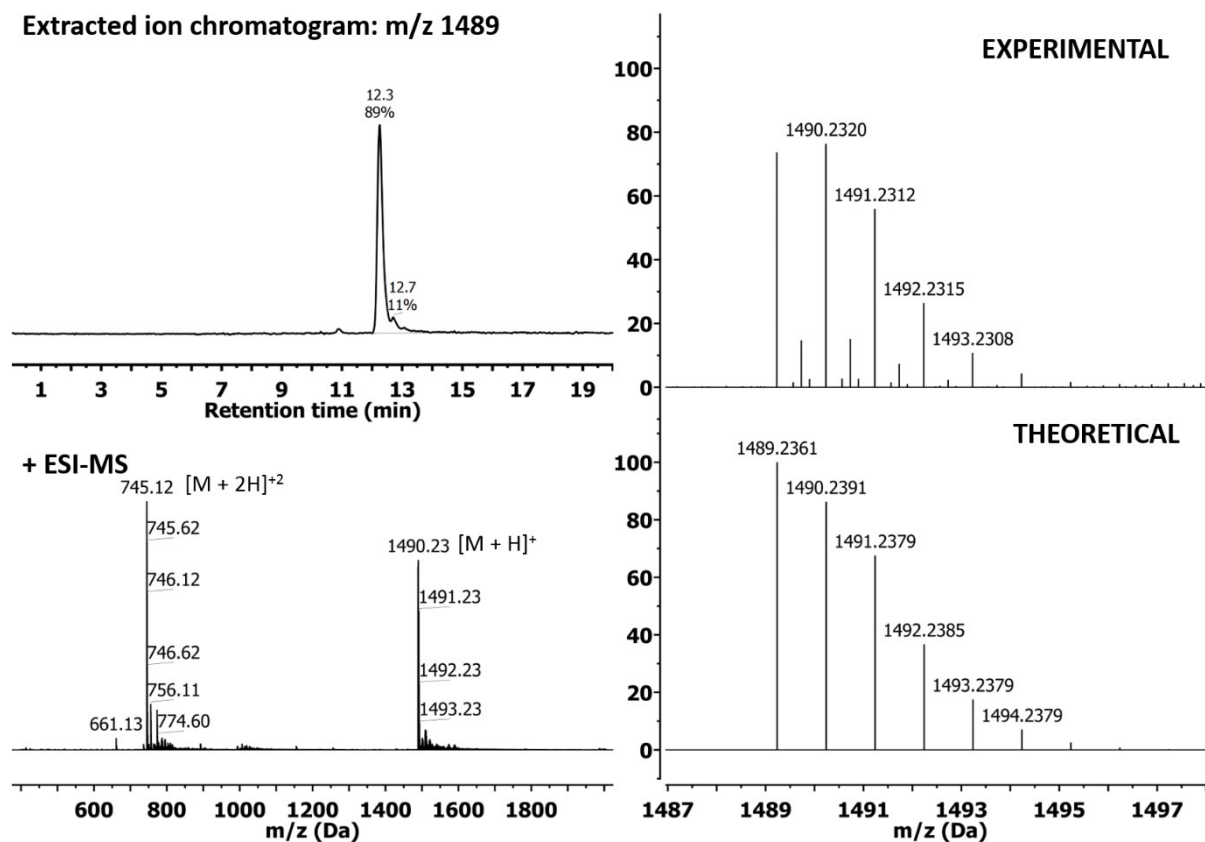 Extracted ion chromatogram: m/z 1489
12.3
89%
12.7
11%
1 3 5 7 9 11 13 15 17 19
Retention time (min)
+ ESI-MS
745.12 [M + 2H]+2
745.62
746.12
746.62
756.11
661.13
774.60
1490.23 [M + H]+
1491.23
1492.23
1493.23
600 800 1000 1200 1400 1600 1800
m/z (Da)
EXPERIMENTAL
100
80
60
40
20
0
1490.2320
1491.2312
1492.2315
1493.2308
THEORETICAL
100
80
60
40
20
0
1489.2361
1490.2391
1491.2379
1492.2385
1493.2379
1494.2379
1487 1489 1491 1493 1495 1497
m/z (Da)